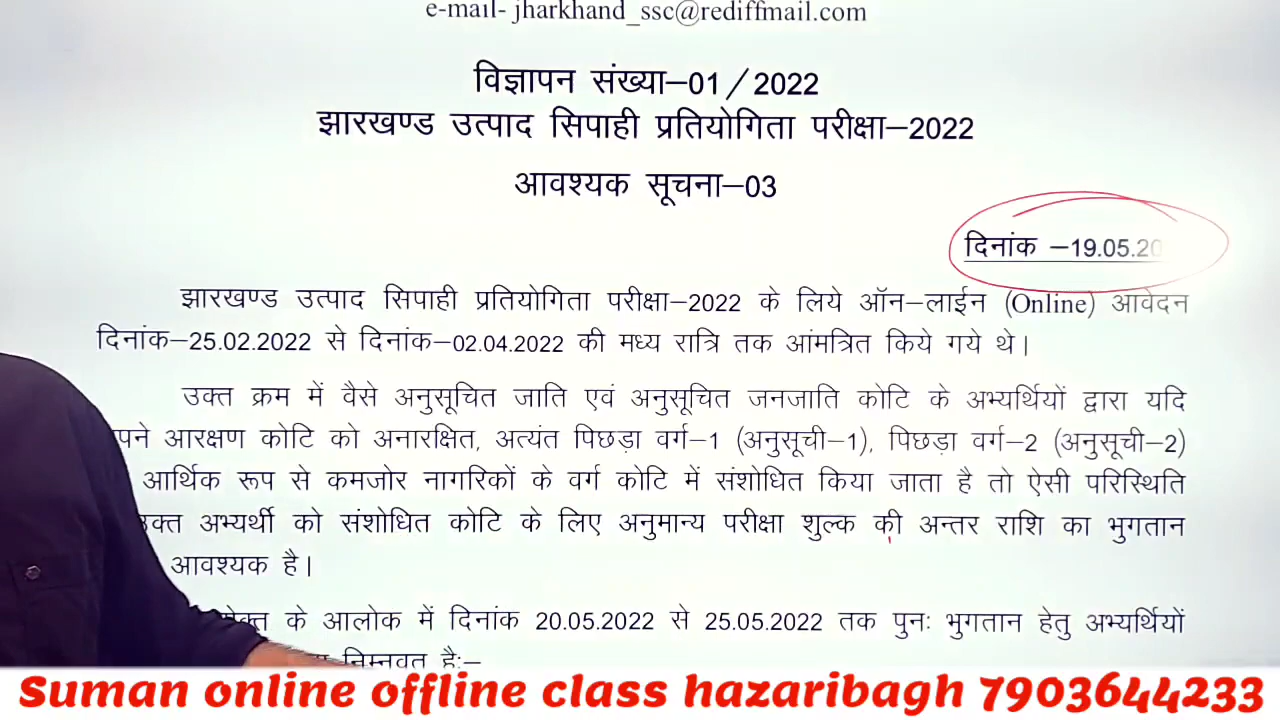 e-mail- jharkhand_ssc@rediffmail.com
विज्ञापन संख्या–01/2022
झारखण्ड उत्पाद सिपाही प्रतियोगिता परीक्षा–2022
आवश्यक सूचना–03
दिनांक –19.05.20
झारखण्ड उत्पाद सिपाही प्रतियोगिता परीक्षा–2022 के लिये ऑन–लाईन (Online) आवेदन
दिनांक–25.02.2022 से दिनांक–02.04.2022 की मध्य रात्रि तक आंमत्रित किये गये थे।
उक्त क्रम में वैसे अनुसूचित जाति एवं अनुसूचित जनजाति कोटि के अभ्यर्थियों द्वारा यदि
आरक्षण कोटि को अनारक्षित, अत्यंत पिछड़ा वर्ग–1 (अनुसूची–1), पिछड़ा वर्ग–2 (अनुसूची–2)
आर्थिक रूप से कमजोर नागरिकों के वर्ग कोटि में संशोधित किया जाता है तो ऐसी परिस्थिति
उक्त अभ्यर्थी को संशोधित कोटि के लिए अनुमान्य परीक्षा शुल्क की अन्तर राशि का भुगतान
आवश्यक है।
के आलोक में दिनांक 20.05.2022 से 25.05.2022 तक पुनः भुगतान हेतु अभ्यर्थियों
निम्नवत है:–
Suman online offline class hazaribagh 7903644233